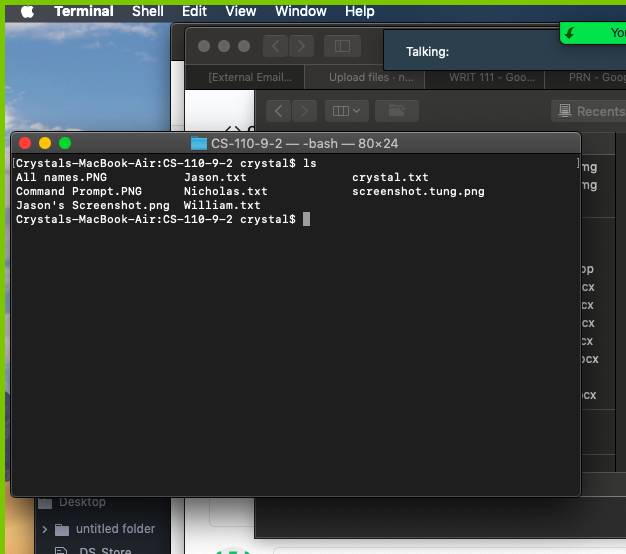 Terminal Shell Edit View Window Help
Talking:
You
[External Email... Upload files · n... WRIT 111 - Goo... PRN - Goog
Recents
CS-110-9-2 — -bash — 80×24
[Crystals-MacBook-Air:CS-110-9-2 crystal$ ls ]
All names.PNG Jason.txt crystal.txt
Command Prompt.PNG Nicholas.txt screenshot.tung.png
Jason's Screenshot.png William.txt
Crystals-MacBook-Air:CS-110-9-2 crystal$
ng
ng
op
cx
cx
cx
cx
ocx
cx
Desktop
untitled folder
.DS_Store